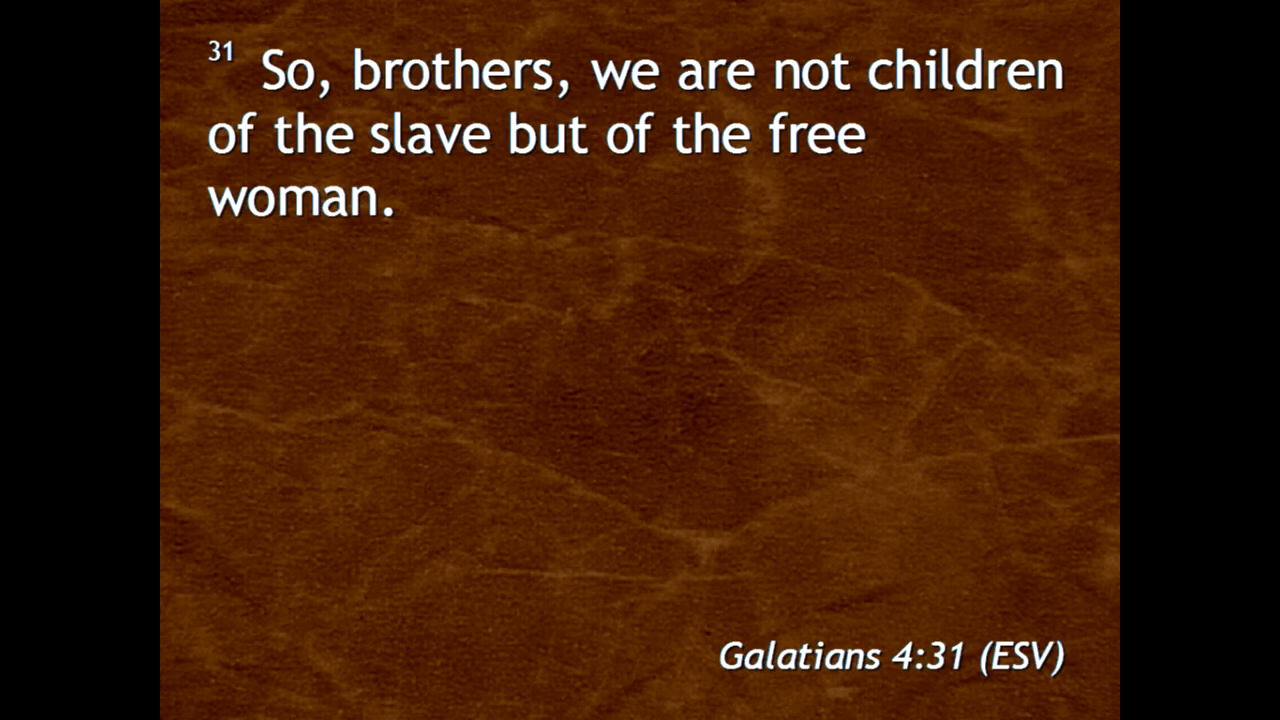 31 So, brothers, we are not children
of the slave but of the free
woman.
Galatians 4:31 (ESV)